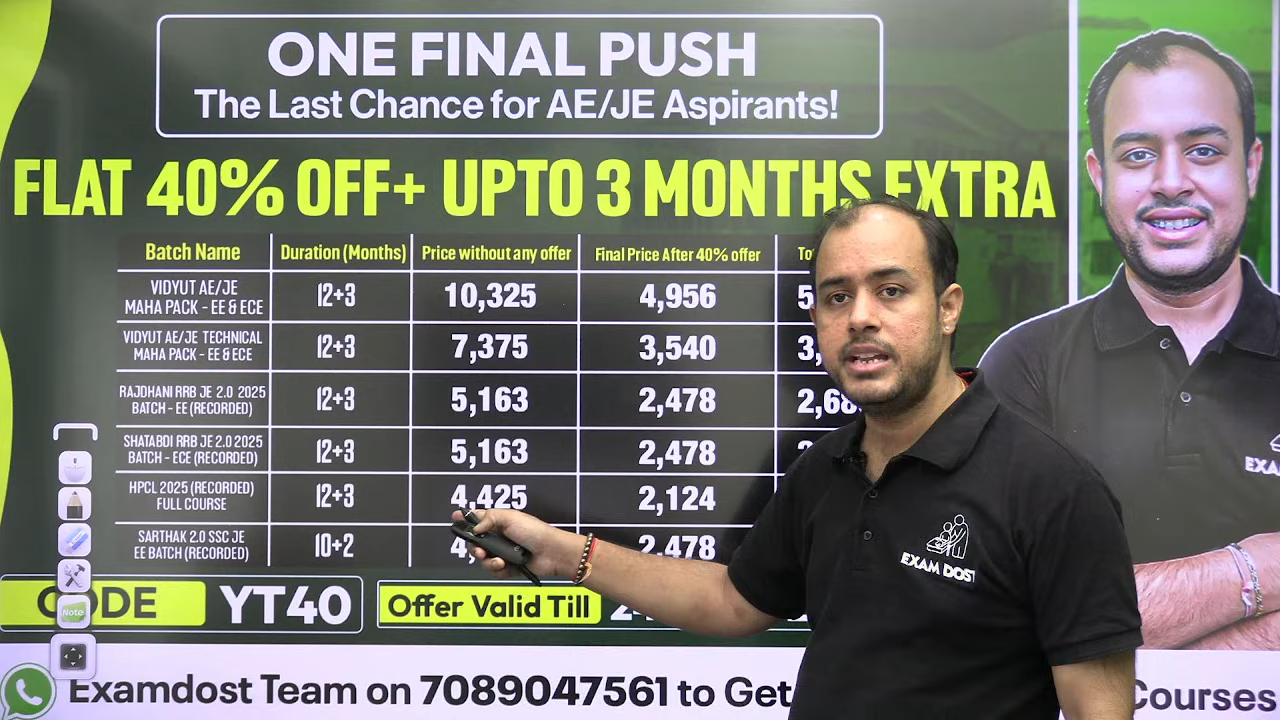 ONE FINAL PUSH
The Last Chance for AE/JE Aspirants!
FLAT 40% OFF+ UPTO 3 MONTHS EXTRA
Batch Name Duration (Months) Price without any offer Final Price After 40% offer
VIDYUT AE/JE
MAHA PACK - EE & ECE 12+3 10,325 4,956
VIDYUT AE/JE TECHNICAL
MAHA PACK - EE & ECE 12+3 7,375 3,540
RAJDHANI RRB JE 2.0 2025
BATCH - EE (RECORDED) 12+3 5,163 2,478
SHATABDI RRB JE 2.0 2025
BATCH - ECE (RECORDED) 12+3 5,163 2,478
HPCL 2025 (RECORDED)
FULL COURSE 12+3 4,425 2,124
SARTHAK 2.0 SSC JE
EE BATCH (RECORDED) 10+2 2,478
CODE YT40 Offer Valid Till
Note
Examdost Team on 7089047561 to Get Courses
EXAM DOST